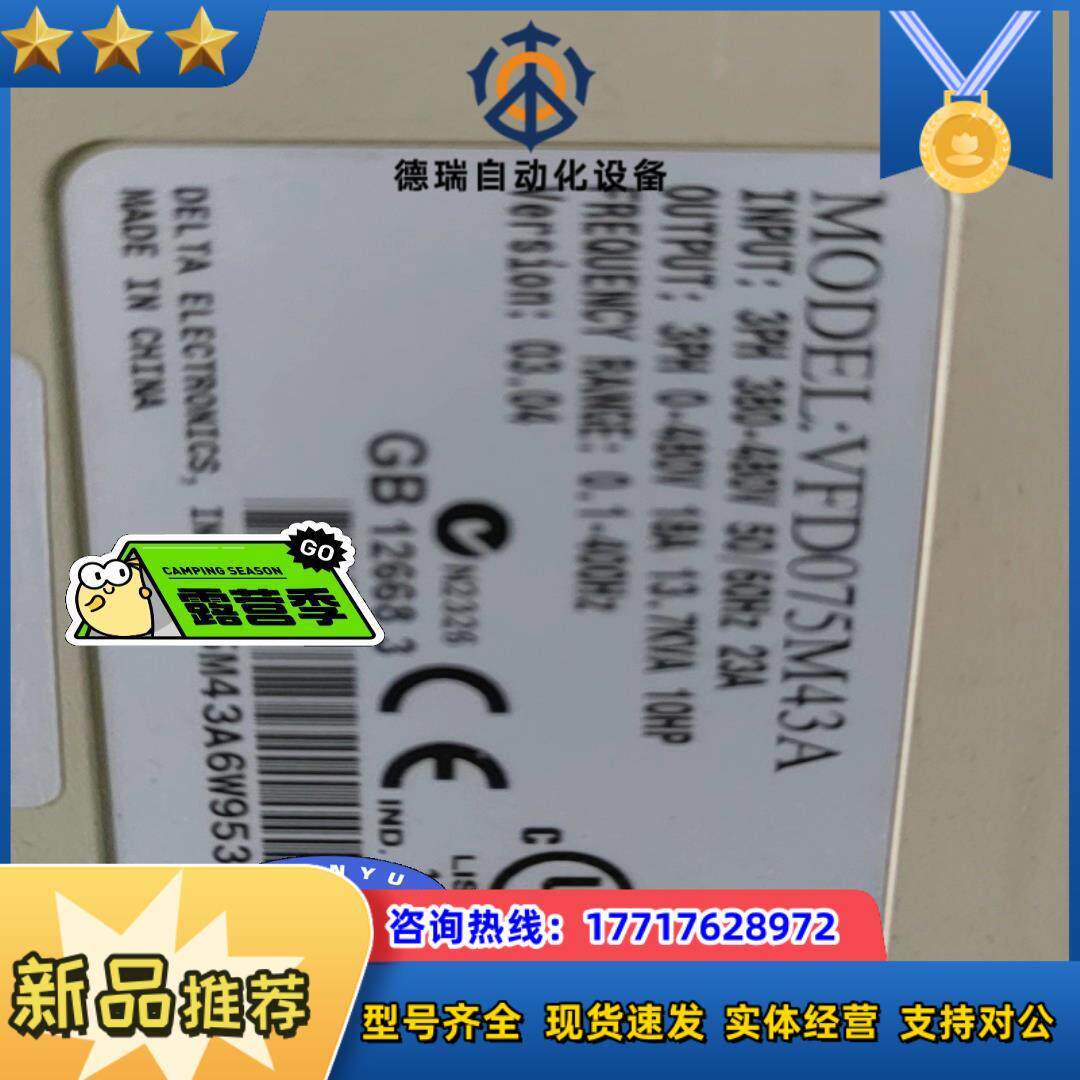 德瑞自动化设备
MODEL:VFD075M43A
INPUT: 3PH 380-480V 50/60Hz 23A
OUTPUT: 3PH 0-480V 18A 13.7KVA 10HP
FREQUENCY RANGE: 0.1-400Hz
Version: 03.04
N2326
GB 12668.3
CE
IND.
C
DELTA ELECTRONICS,
MADE IN CHINA
M43A6W953
GO
CAMPING SEASON
露营季
咨询热线：17717628972
新品推荐
型号齐全 现货速发 实体经营 支持对公